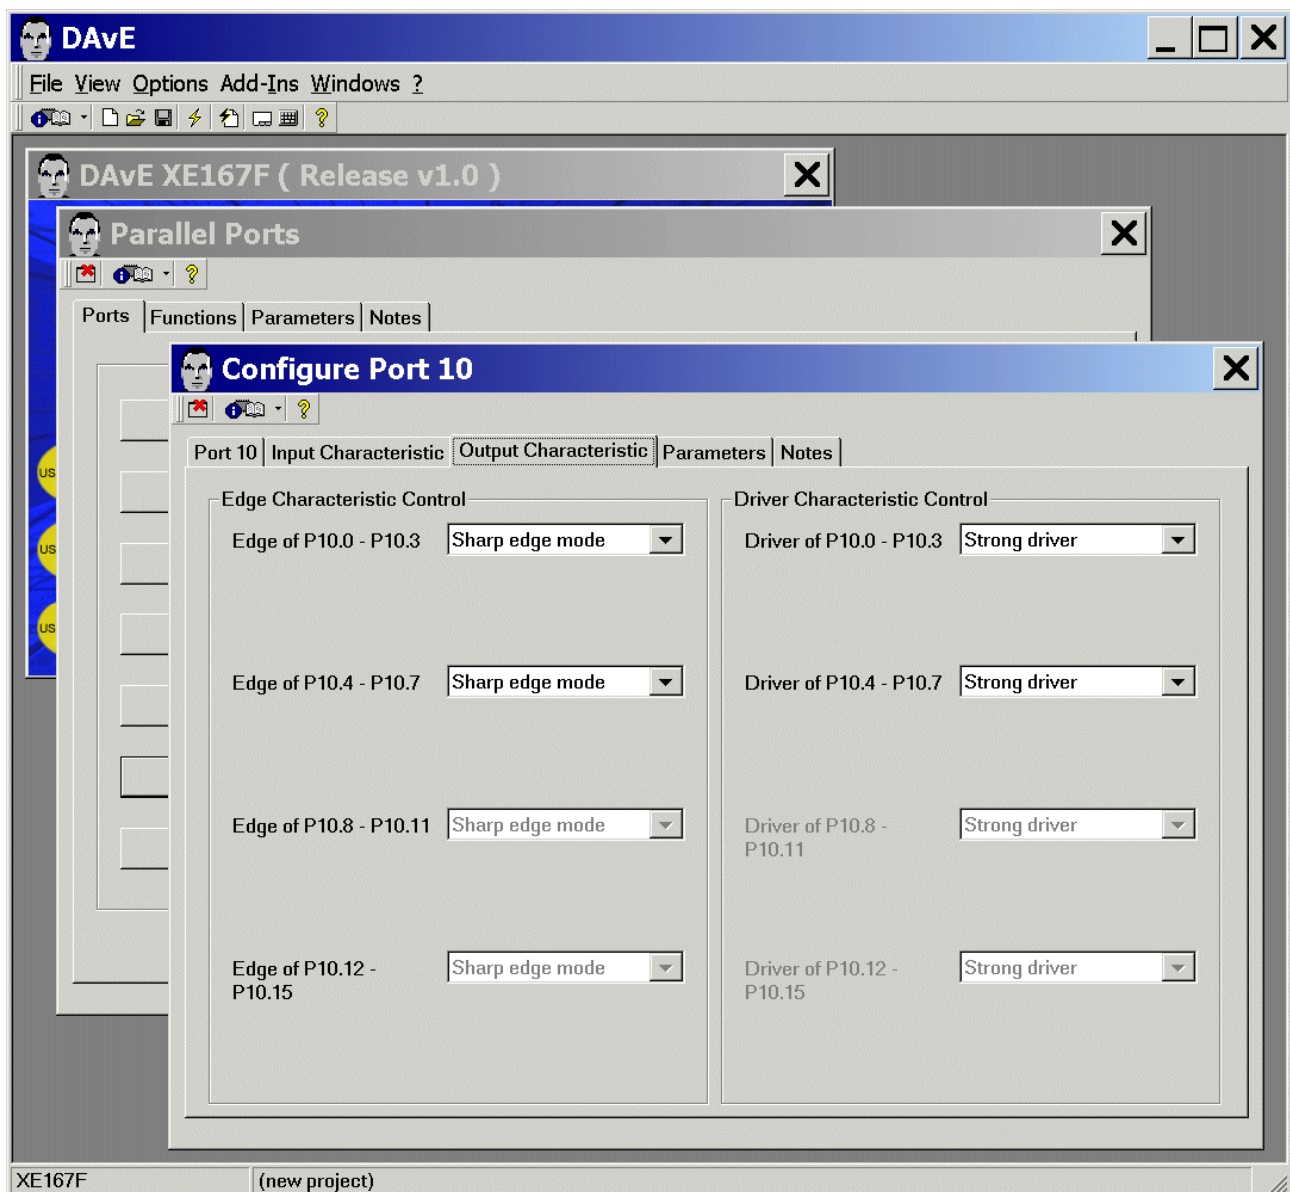 DAvE
File View Options Add-Ins Windows ?
DAvE XE167F ( Release v1.0 )
Parallel Ports
Ports Functions Parameters Notes
Configure Port 10
Port 10 Input Characteristic Output Characteristic Parameters Notes
Edge Characteristic Control
Edge of P10.0 - P10.3 Sharp edge mode
Edge of P10.4 - P10.7 Sharp edge mode
Edge of P10.8 - P10.11 Sharp edge mode
Edge of P10.12 - Sharp edge mode
P10.15
Driver Characteristic Control
Driver of P10.0 - P10.3 Strong driver
Driver of P10.4 - P10.7 Strong driver
Driver of P10.8 - Strong driver
P10.11
Driver of P10.12 - Strong driver
P10.15
US
US
US
XE167F (new project)